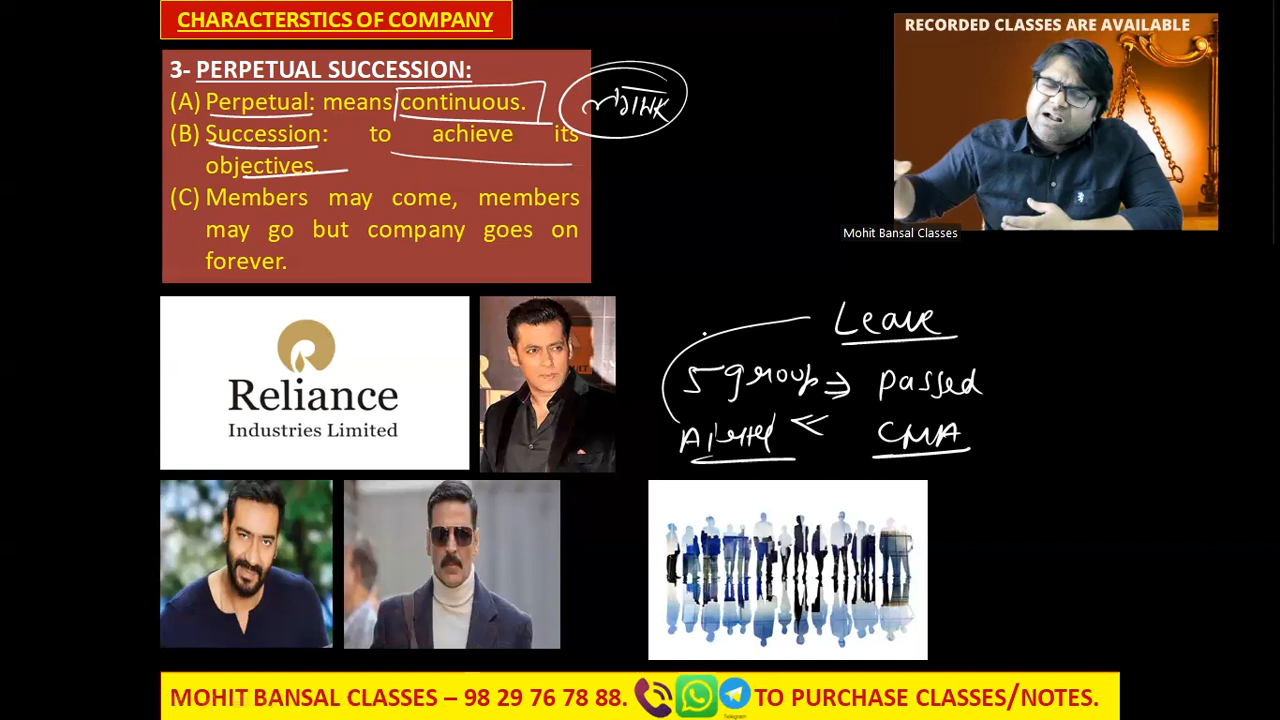 CHARACTERSTICS OF COMPANY
RECORDED CLASSES ARE AVAILABLE
3- PERPETUAL SUCCESSION:
(A) Perpetual: means continuous.
(B) Succession: to achieve its
objectives.
(C) Members may come, members
may go but company goes on
forever.
Mohit Bansal Classes
Reliance
Industries Limited
Leave
5 group ⇒ passed
CMA
MOHIT BANSAL CLASSES – 98 29 76 78 88. TO PURCHASE CLASSES/NOTES.
Telegram